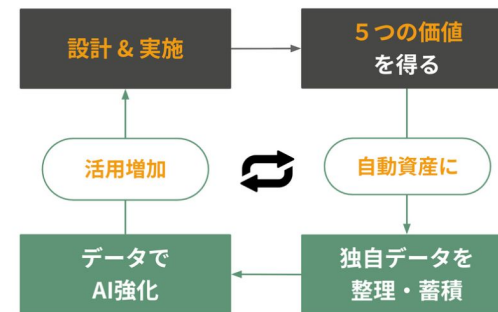 設計 & 実施
５つの価値
を得る
活用増加
自動資産に
データで
AI強化
独自データを
整理・蓄積